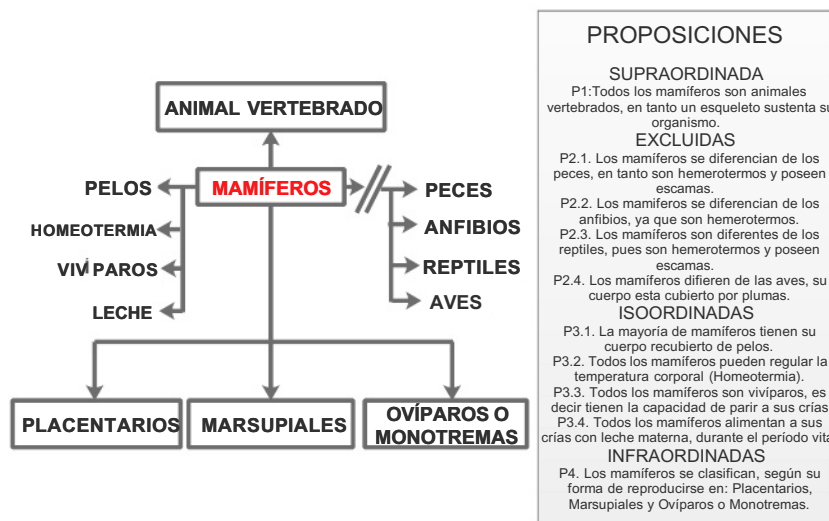 ANIMAL VERTEBRADO
MAMÍFEROS
PELOS
HOMEOTERMIA
VIVÍPAROS
LECHE
PECES
ANFIBIOS
REPTILES
AVES
PLACENTARIOS
MARSUPIALES
OVÍPAROS O
MONOTREMAS
PROPOSICIONES
SUPRAORDINADA
P1:Todos los mamíferos son animales
vertebrados, en tanto un esqueleto sustenta su
organismo.
EXCLUIDAS
P2.1. Los mamíferos se diferencian de los
peces, en tanto son hemerotermos y poseen
escamas.
P2.2. Los mamiferos se diferencian de los
anfibios, ya que son hemerotermos.
P2.3. Los mamíferos son diferentes de los
reptiles, pues son hemerotermos y poseen
escamas.
P2.4. Los mamíferos difieren de las aves, su
cuerpo esta cubierto por plumas.
ISOORDINADAS
P3.1. La mayoría de mamíferos tienen su
cuerpo recubierto de pelos.
P3.2. Todos los mamíferos pueden regular la
temperatura corporal (Homeotermia).
P3.3. Todos los mamíferos son vivíparos, es
decir tienen la capacidad de parir a sus crías
P3.4. Todos los mamíferos alimentan a sus
crías con leche materna, durante el período
INFRAORDINADAS
P4. Los mamíferos se clasifican, según su
forma de reproducirse en: Placentarios,
Marsupiales y Ovíparos o Monotremas.